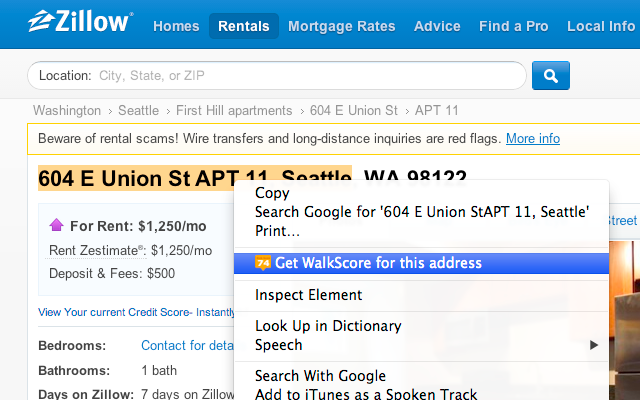 Zillow®
Homes Rentals Mortgage Rates Advice Find a Pro Local Info
Location: City, State, or ZIP
Washington > Seattle > First Hill apartments > 604 E Union St > APT 11
Beware of rental scams! Wire transfers and long-distance inquiries are red flags. More info
604 E Union St APT 11, Seattle, WA 98122
Copy
Search Google for '604 E Union StAPT 11, Seattle'
Print...
74 Get WalkScore for this address
Inspect Element
Look Up in Dictionary
Speech
Search With Google
Add to iTunes as a Spoken Track
Street
For Rent: $1,250/mo
Rent Zestimate®: $1,250/mo
Deposit & Fees: $500
View Your current Credit Score- Instantly
Bedrooms: Contact for deta
Bathrooms: 1 bath
Days on Zillow: 7 days on Zillow